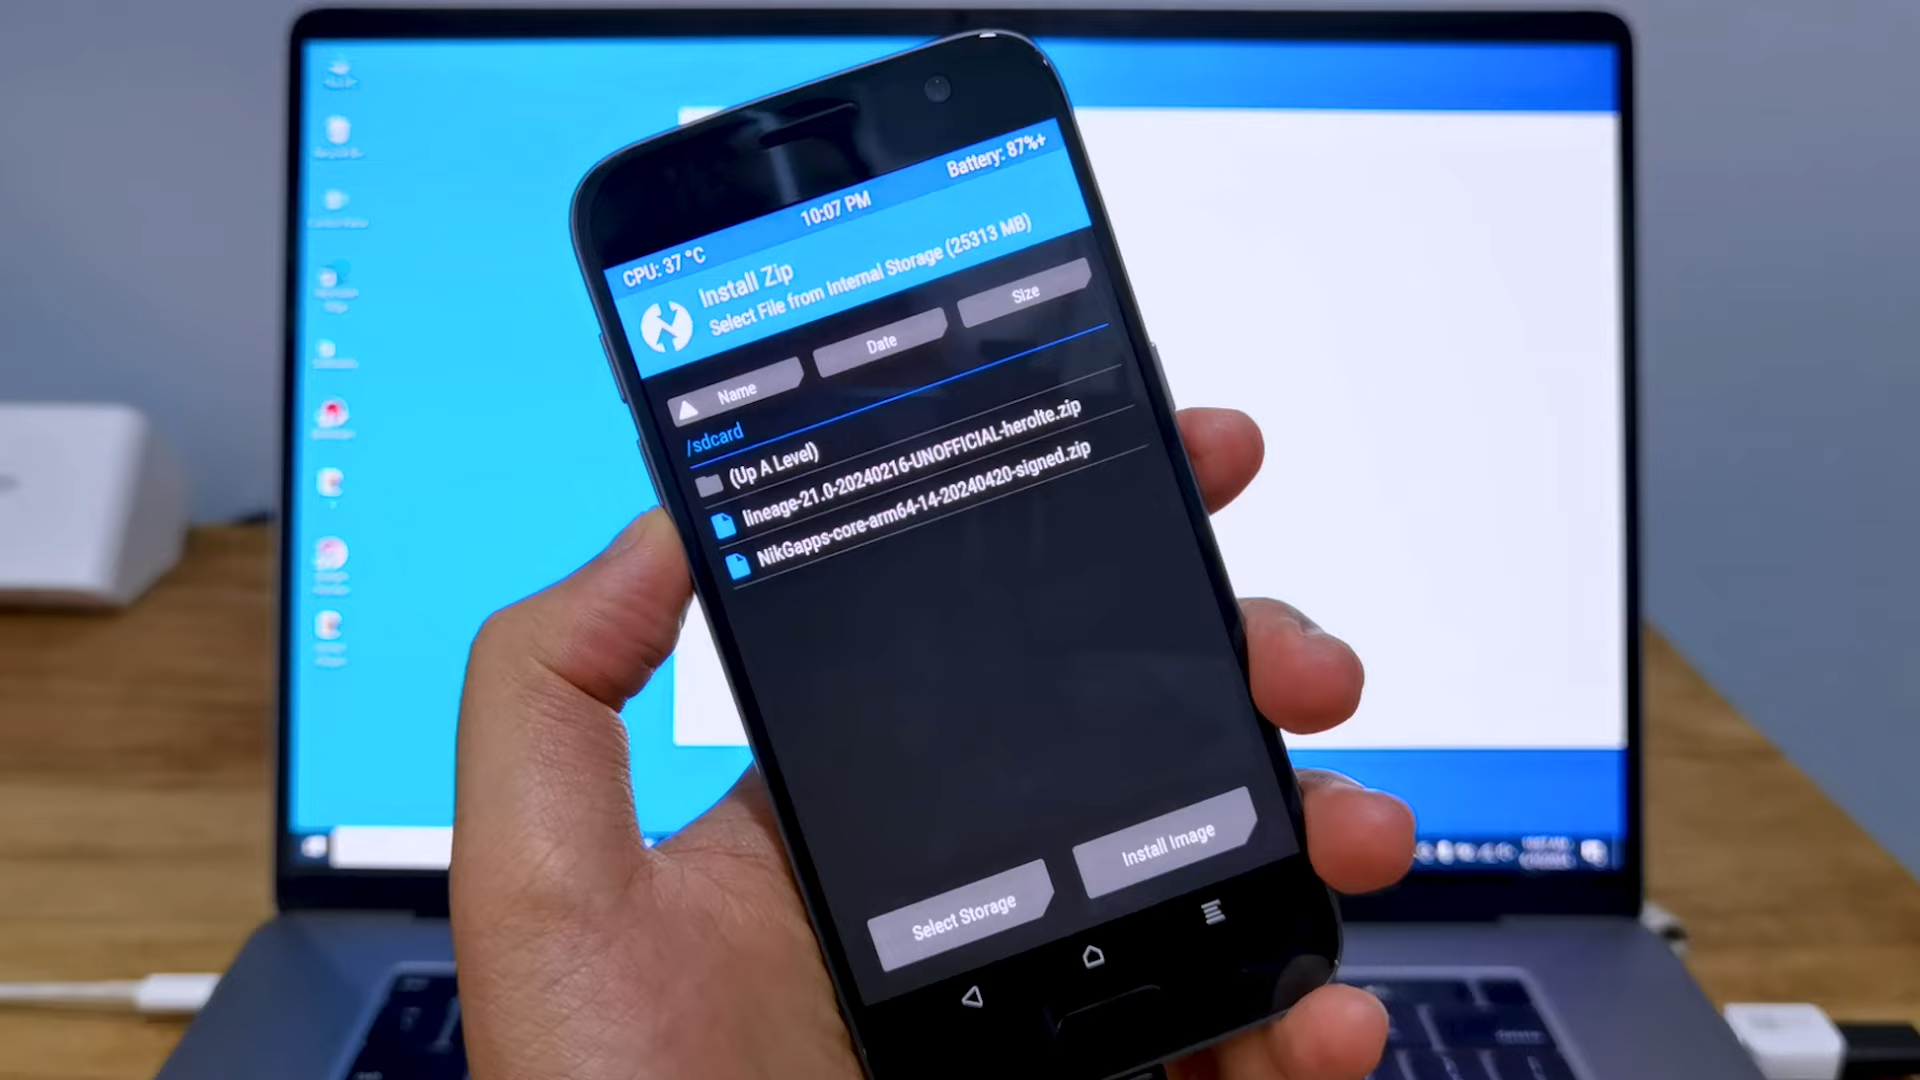 CPU: 37 °C 10:07 PM Battery: 87%+
Install Zip
Select File from Internal Storage (25313 MB)
Name Date Size
/sdcard
(Up A Level)
lineage-21.0-20240216-UNOFFICIAL-herolte.zip
NikGapps-core-arm64-14-20240420-signed.zip
Select Storage Install Image